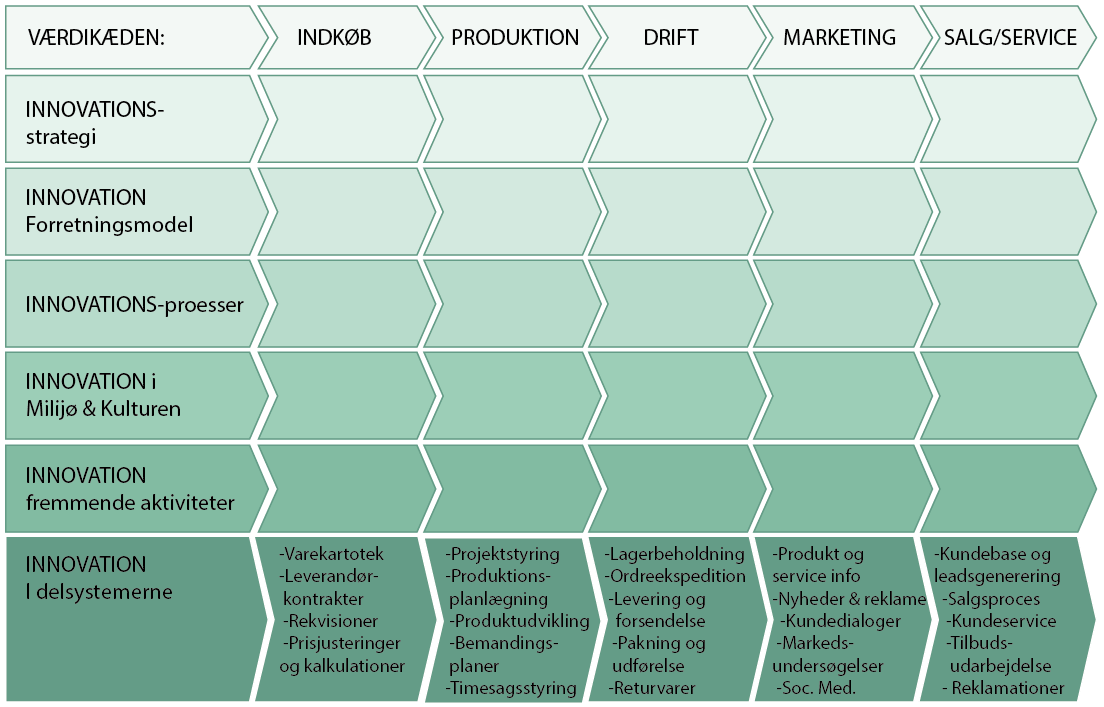 VÆRDIKÆDEN:
INDKØB
PRODUKTION
DRIFT
MARKETING
SALG/SERVICE
INNOVATIONS-
strategi
INNOVATION
Forretningsmodel
INNOVATIONS-proesser
INNOVATION i
Milijø & Kulturen
INNOVATION
fremmende aktiviteter
INNOVATION
I delsystemerne
-Varekartotek
-Leverandør-
kontrakter
-Rekvisioner
-Prisjusteringer
og kalkulationer
-Projektstyring
-Produktions-
planlægning
-Produktudvikling
-Bemandings-
planer
-Timesagsstyring
-Lagerbeholdning
-Ordreekspedition
-Levering og
forsendelse
-Pakning og
udførelse
-Returvarer
-Produkt og
service info
-Nyheder & reklame
-Kundedialoger
-Markeds-
undersøgelser
-Soc. Med.
-Kundebase og
leadsgenerering
-Salgsproces
-Kundeservice
-Tilbuds-
udarbejdelse
- Reklamationer